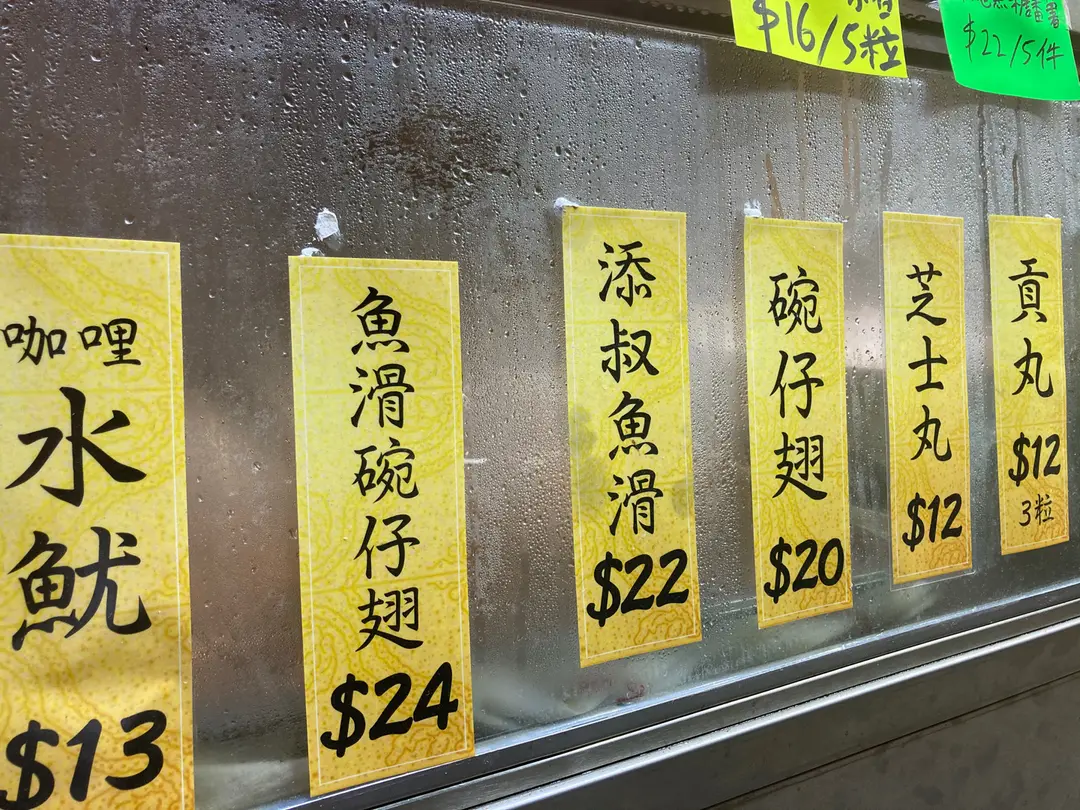 $16/5粒
$22/5件
咖哩
水魷
$13
魚滑碗仔翅
$24
添叔魚滑
$22
碗仔翅
$20
芝士丸
$12
貢丸
$12
3粒